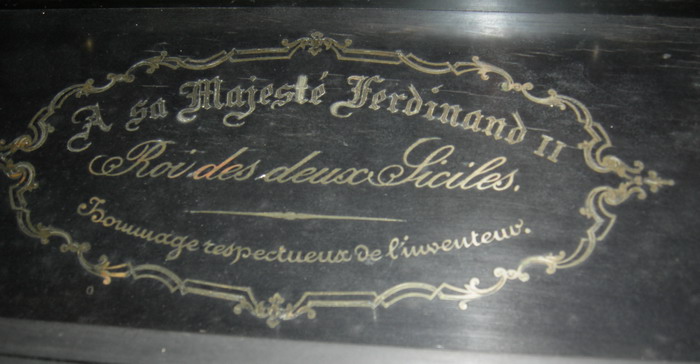 A sa Majesté Ferdinand II
Roi des deux Siciles.
Hommage respectueux de l'inventeur.